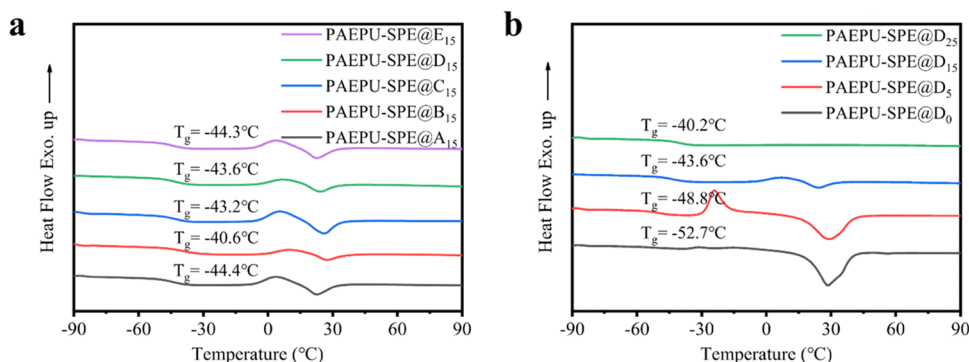 a
PAEPU-SPE@E15
PAEPU-SPE@D15
PAEPU-SPE@C15
PAEPU-SPE@B15
PAEPU-SPE@A15
Tg= -44.3℃
Tg= -43.6℃
Tg= -43.2℃
Tg= -40.6℃
Tg= -44.4℃
Heat Flow Exo. up
-90 -60 -30 0 30 60 90
Temperature (℃)
b
PAEPU-SPE@D25
PAEPU-SPE@D15
PAEPU-SPE@D5
PAEPU-SPE@D0
Tg= -40.2℃
Tg= -43.6℃
Tg= -48.8℃
Tg= -52.7℃
Heat Flow Exo. up
-90 -60 -30 0 30 60 90
Temperature (℃)